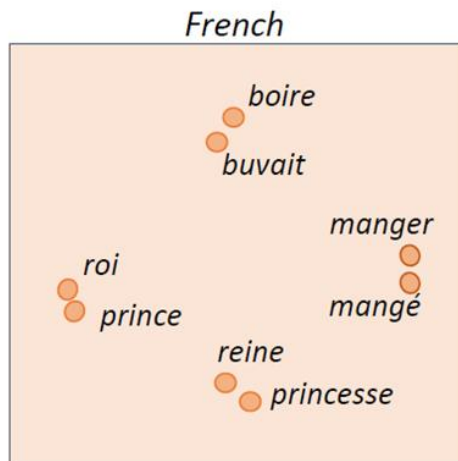 French
boire
buvait
manger
roi
mangé
prince
reine
princesse